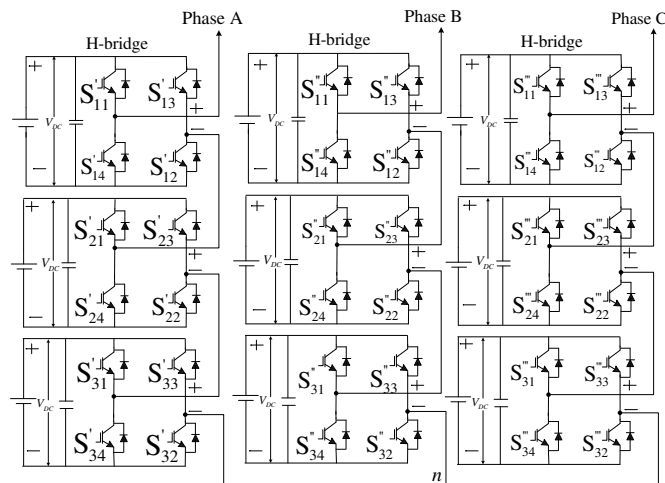 Phase A Phase B Phase C
H-bridge H-bridge H-bridge
+ S'11 S'13 + S''11 S''13 + S'''11 S'''13
V_DC + V_DC + V_DC +
− S'14 S'12 − − S''14 S''12 − − S'''14 S'''12 −
+ S'21 S'23 + S''21 S''23 + S'''21 S'''23
V_DC + V_DC + V_DC +
− S'24 S'22 − − S''24 S''22 − − S'''24 S'''22 −
+ S'31 S'33 + S''31 S''33 + S'''31 S'''33
V_DC + V_DC + V_DC +
− S'34 S'32 − − S''34 S''32 − − S'''34 S'''32 −
n